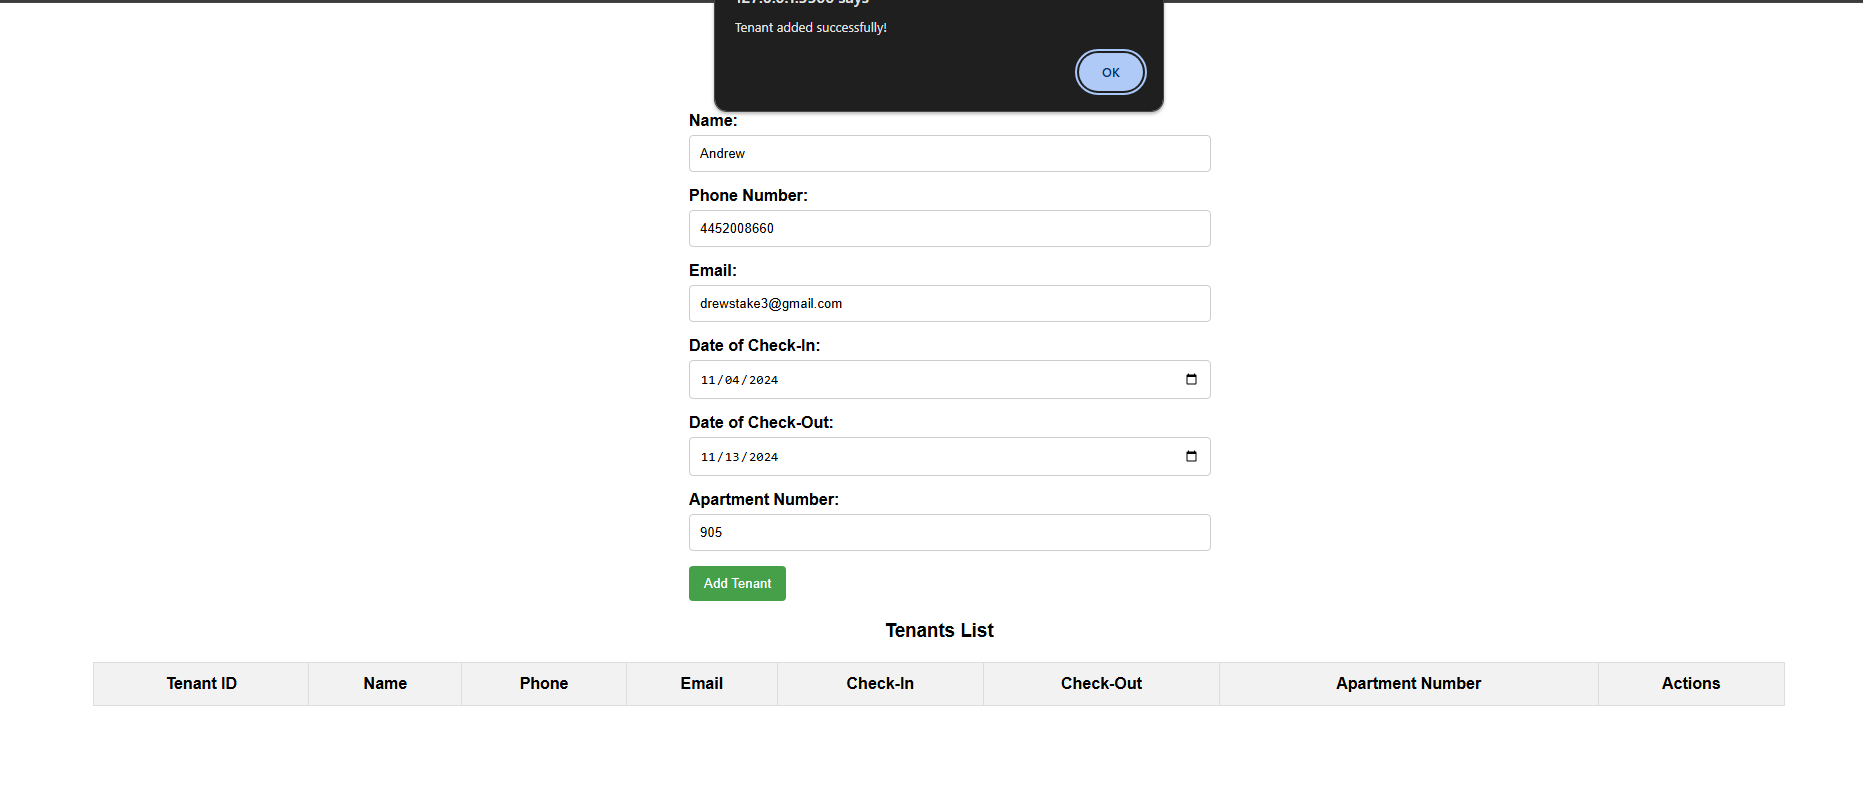 says
Tenant added successfully!
OK
Name:
Andrew
Phone Number:
4452008660
Email:
drewstake3@gmail.com
Date of Check-In:
11/04/2024
Date of Check-Out:
11/13/2024
Apartment Number:
905
Add Tenant
Tenants List
Tenant ID Name Phone Email Check-In Check-Out Apartment Number Actions